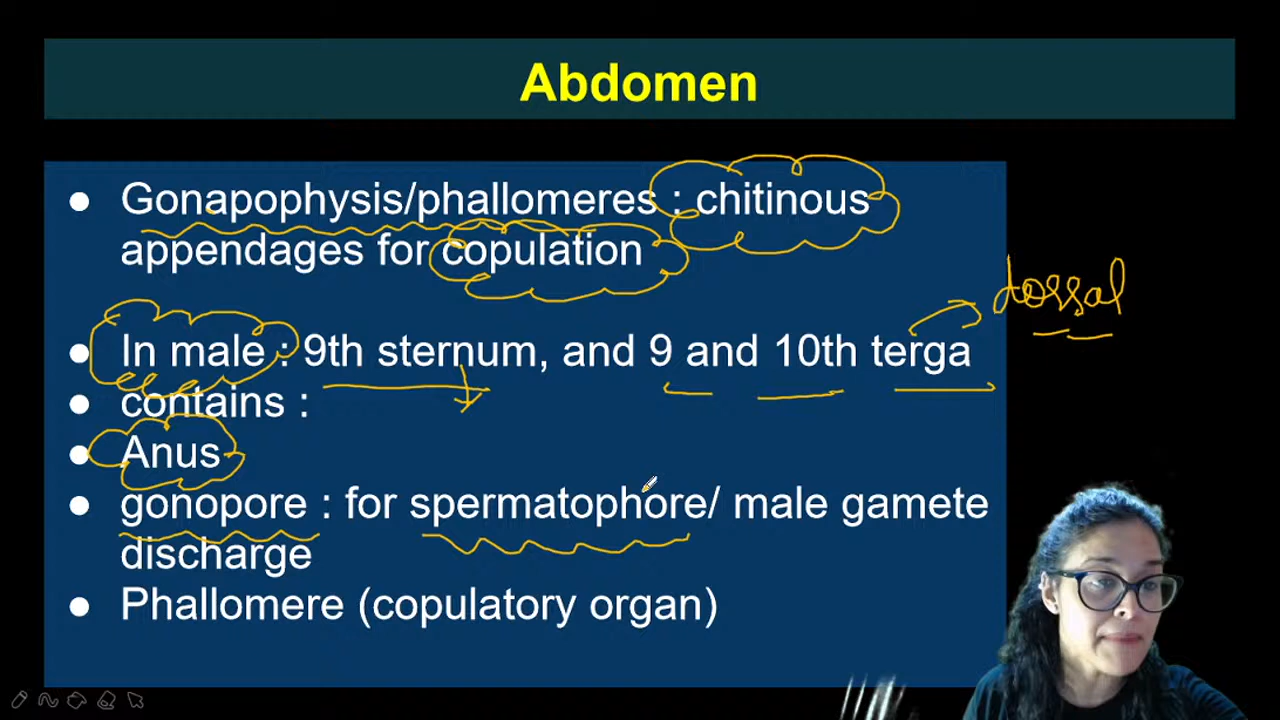 Abdomen
● Gonapophysis/phallomeres : chitinous
appendages for copulation
dorsal
● In male : 9th sternum, and 9 and 10th terga
● contains :
● Anus
● gonopore : for spermatophore/ male gamete
discharge
● Phallomere (copulatory organ)